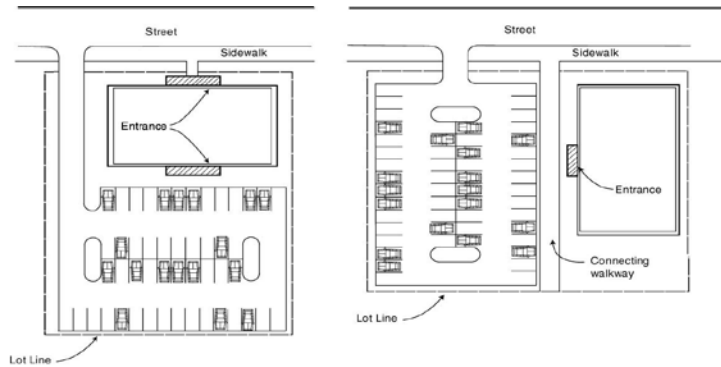 Street
Sidewalk
Entrance
Lot Line
Street
Sidewalk
Entrance
Connecting
walkway
Lot Line